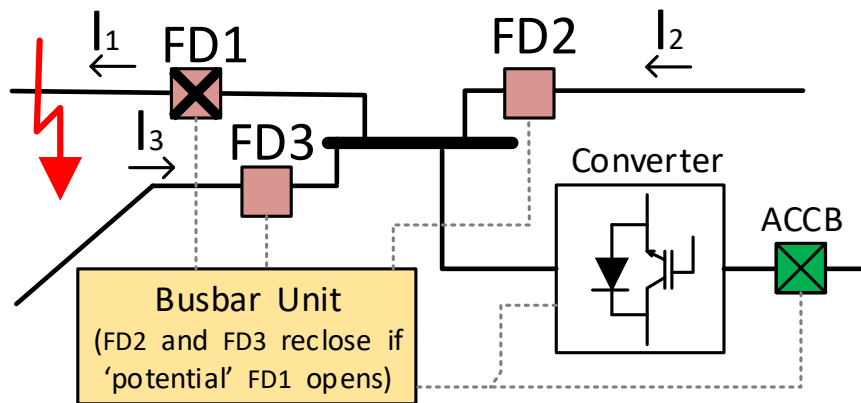 I1
FD1
FD2
I2
I3
FD3
Converter
ACCB
Busbar Unit
(FD2 and FD3 reclose if
‘potential’ FD1 opens)